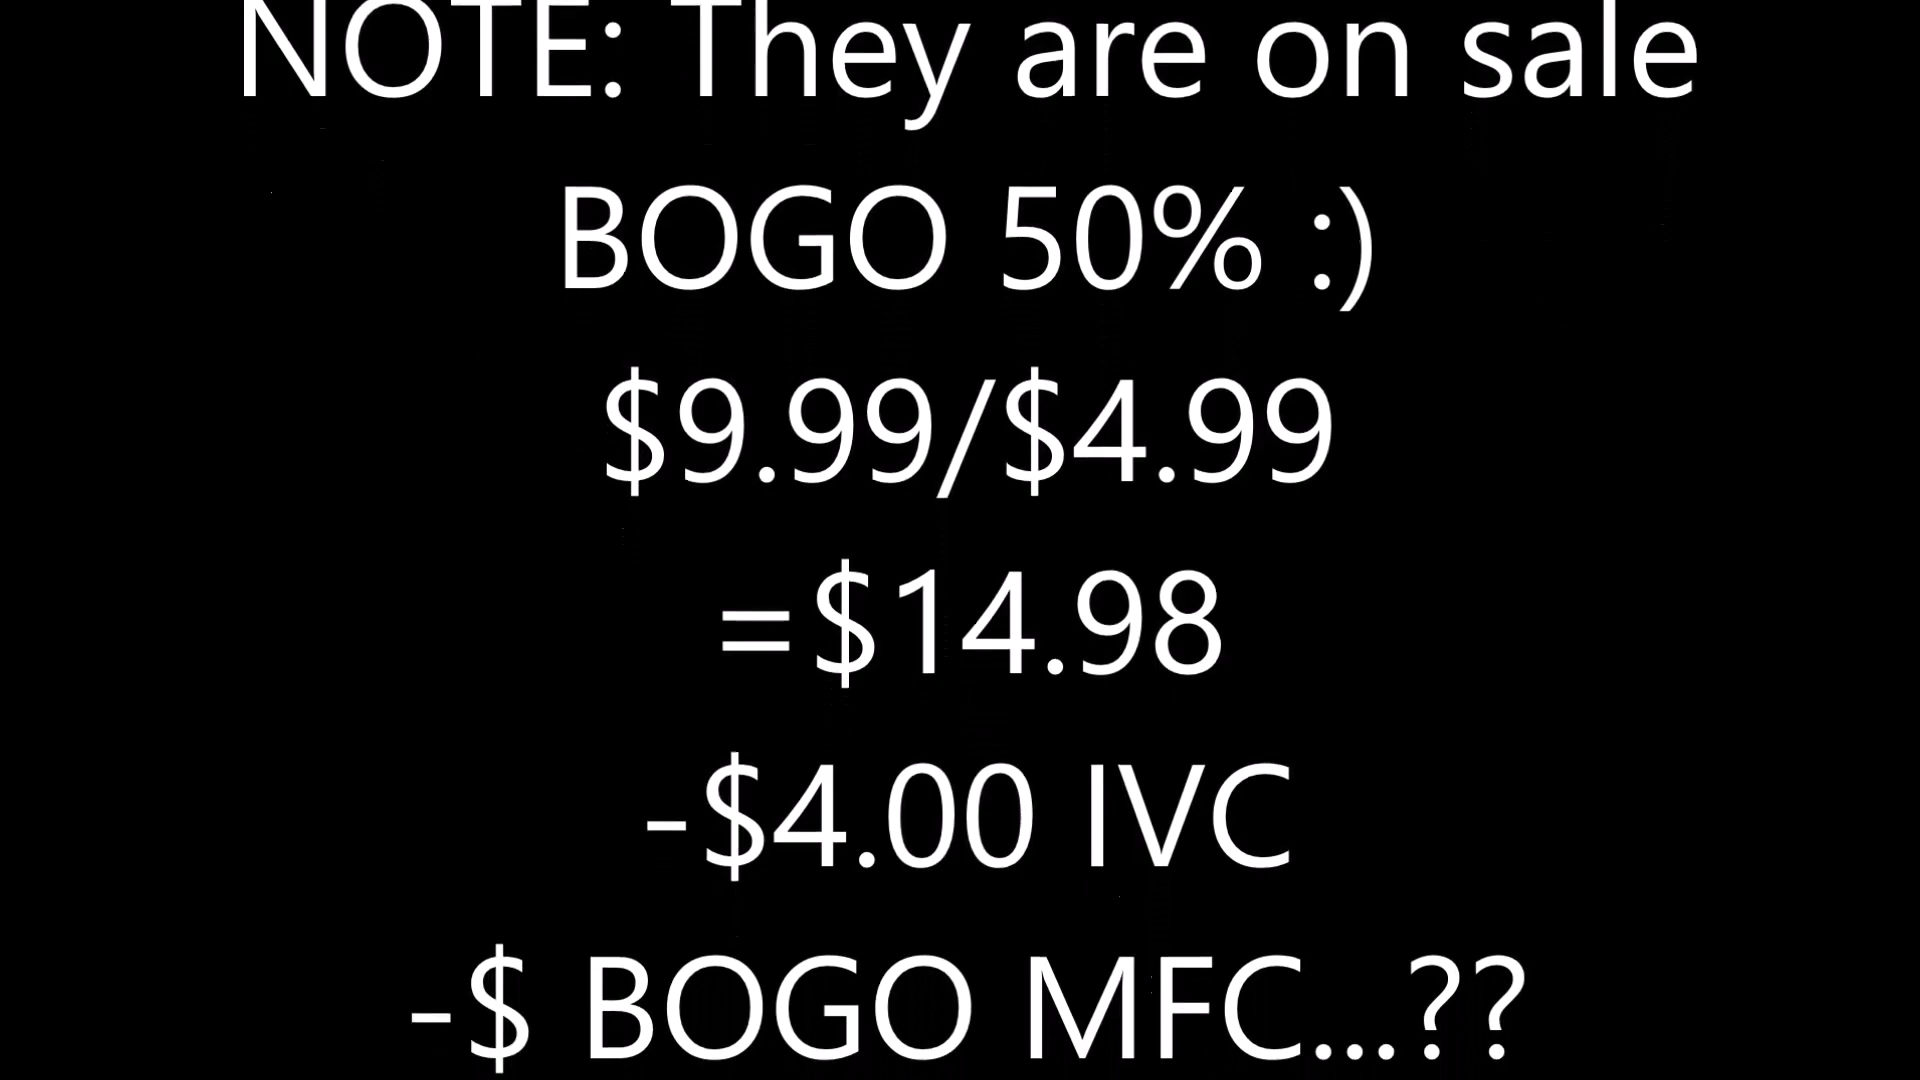 NOTE: They are on sale
BOGO 50% :)
$9.99/$4.99
=$14.98
-$4.00 IVC
-$ BOGO MFC...??